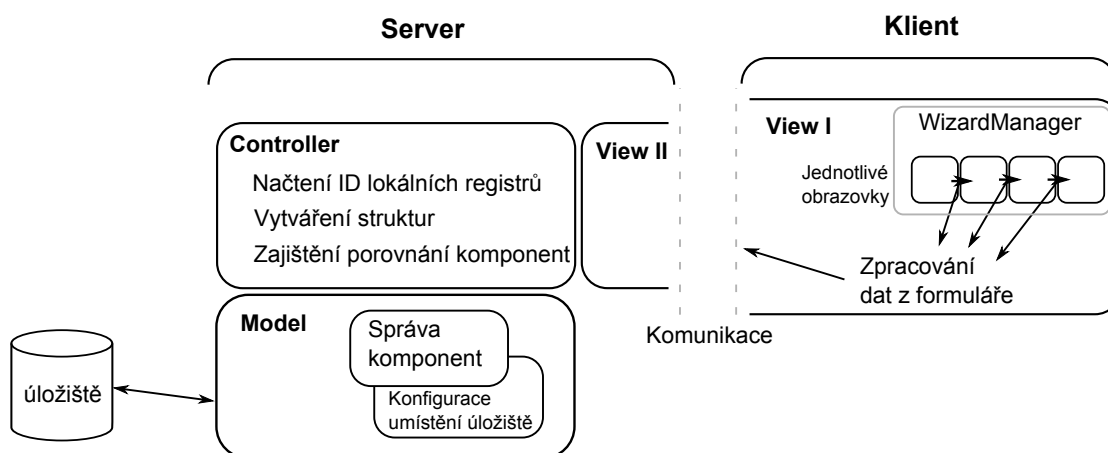 Server
Klient
Controller
Načtení ID lokálních registrů
Vytváření struktur
Zajištění porovnání komponent
View II
View I
WizardManager
Jednotlivé
obrazovky
Zpracování
dat z formuláře
Komunikace
Model
Správa
komponent
Konfigurace
umístění úložiště
úložiště